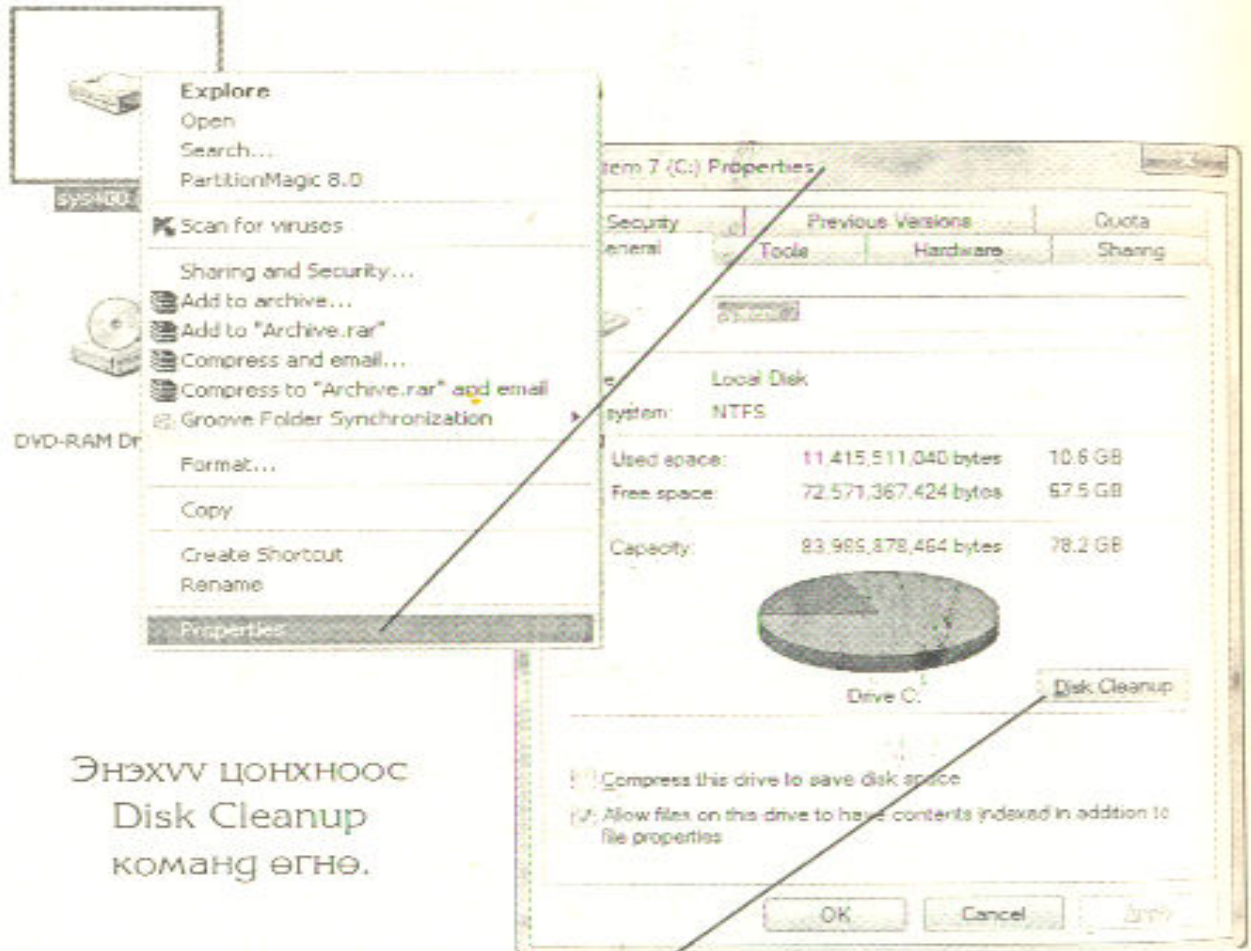 Explore
Open
Search...
PartitionMagic 8.0
Scan for viruses
Sharing and Security...
Add to archive...
Add to "Archive.rar"
Compress and email...
Compress to "Archive.rar" and email
Groove Folder Synchronization
Format...
Copy
Create Shortcut
Rename
Properties
DVD-RAM Dr
tem 7 (C:) Properties
Security Previous Versions Quota
eneral Tools Hardware Sharing
e Local Disk
system: NTFS
Used space: 11,415,511,040 bytes 10.6 GB
Free space: 72,571,367,424 bytes 67.5 GB
Capacity: 83,986,878,464 bytes 78.2 GB
Drive C:
Disk Cleanup
Compress this drive to save disk space
Allow files on this drive to have contents indexed in addition to
file properties
OK Cancel Apply
Энэхvv цонхноос
Disk Cleanup
команд өгнө.